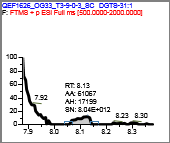 QEF1626_OG33_T3-9-0-3_SC DGT8-31:1
F: FTMS + p ESI Full ms [500.0000-2000.0000]
RT: 8.13
AA: 61067
AH: 17199
SN: 8.04E+012
7.92
8.23 8.30
7.9 8.0 8.1 8.2 8.3